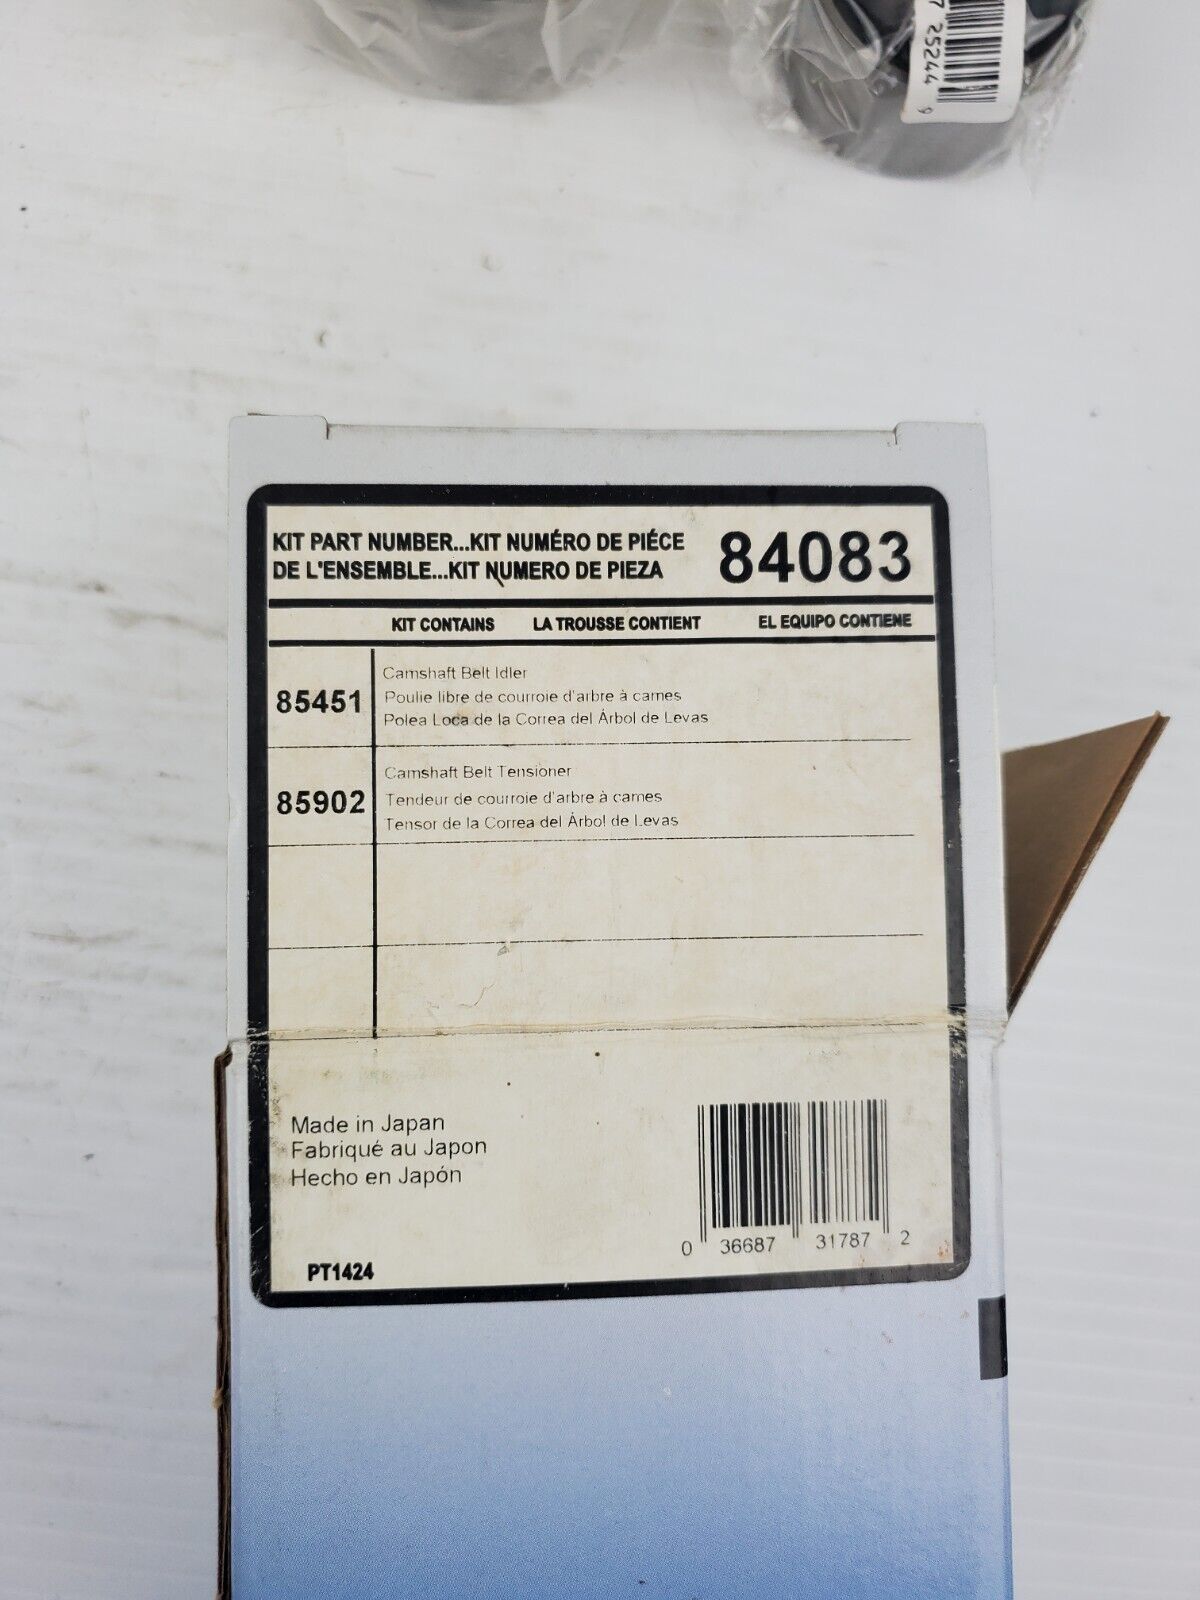 7 25244 9
KIT PART NUMBER...KIT NUMÉRO DE PIÉCE
DE L'ENSEMBLE...KIT NUMERO DE PIEZA
84083
KIT CONTAINS LA TROUSSE CONTIENT EL EQUIPO CONTIENE
85451
Camshaft Belt Idler
Poulie libre de courroie d'arbre à cames
Polea Loca de la Correa del Árbol de Levas
85902
Camshaft Belt Tensioner
Tendeur de courroie d'arbre à cames
Tensor de la Correa del Árbol de Levas
Made in Japan
Fabriqué au Japon
Hecho en Japón
PT1424
0 36687 31787 2